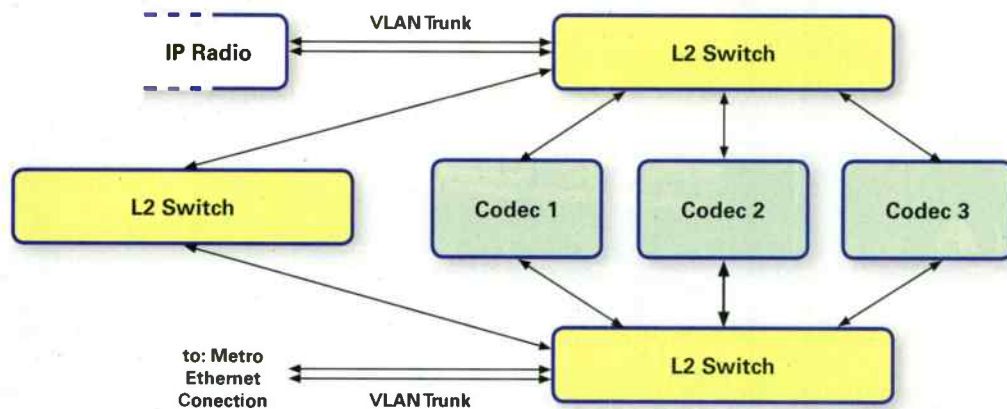 VLAN Trunk
IP Radio
L2 Switch
L2 Switch
Codec 1
Codec 2
Codec 3
L2 Switch
to: Metro
Ethernet
Conection
VLAN Trunk